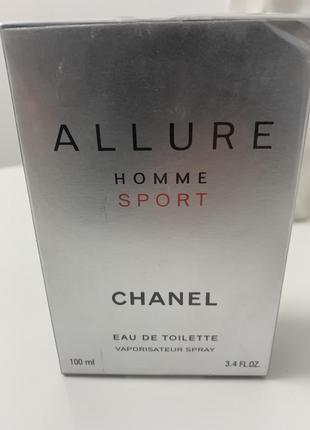 ALLURE
HOMME
SPORT
CHANEL
EAU DE TOILETTE
VAPORISATEUR SPRAY
100 ml 3.4 FL.OZ.